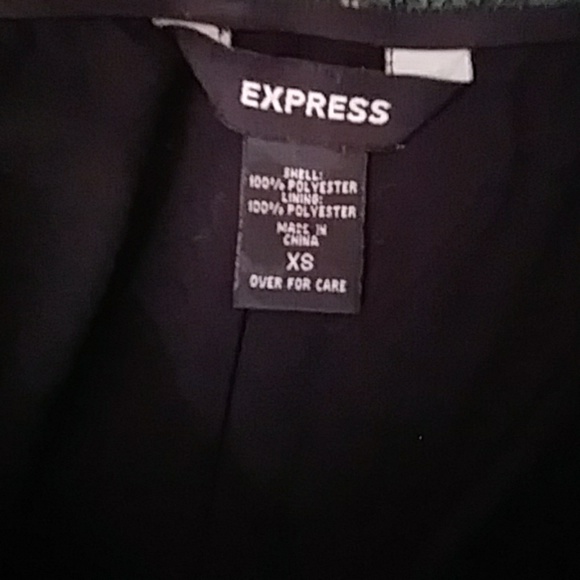 EXPRESS
SHELL:
100% POLYESTER
LINING:
100% POLYESTER
MADE IN
CHINA
XS
OVER FOR CARE